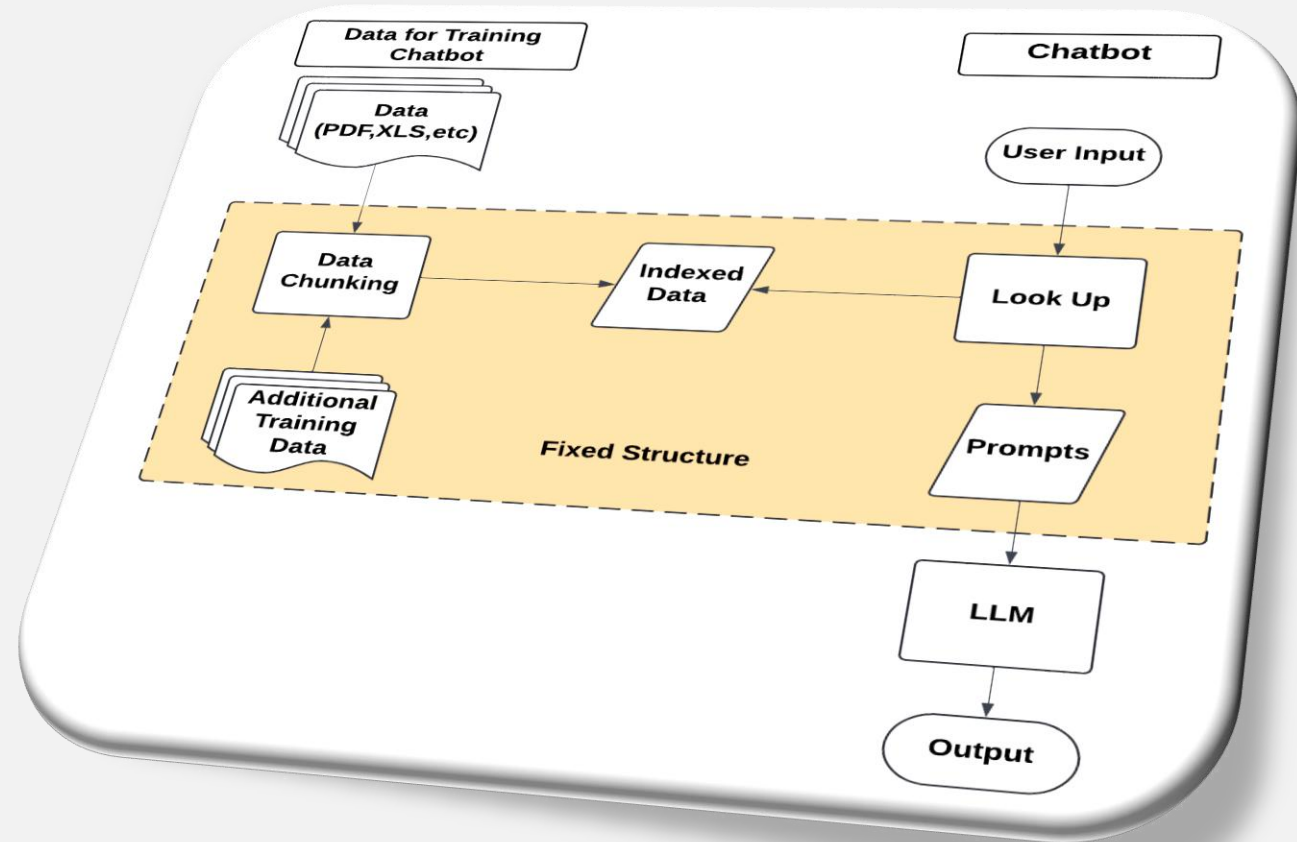 Data for Training
Chatbot
Data
(PDF,XLS,etc)
Chatbot
User Input
Data
Chunking
Indexed
Data
Look Up
Additional
Training
Data
Fixed Structure
Prompts
LLM
Output